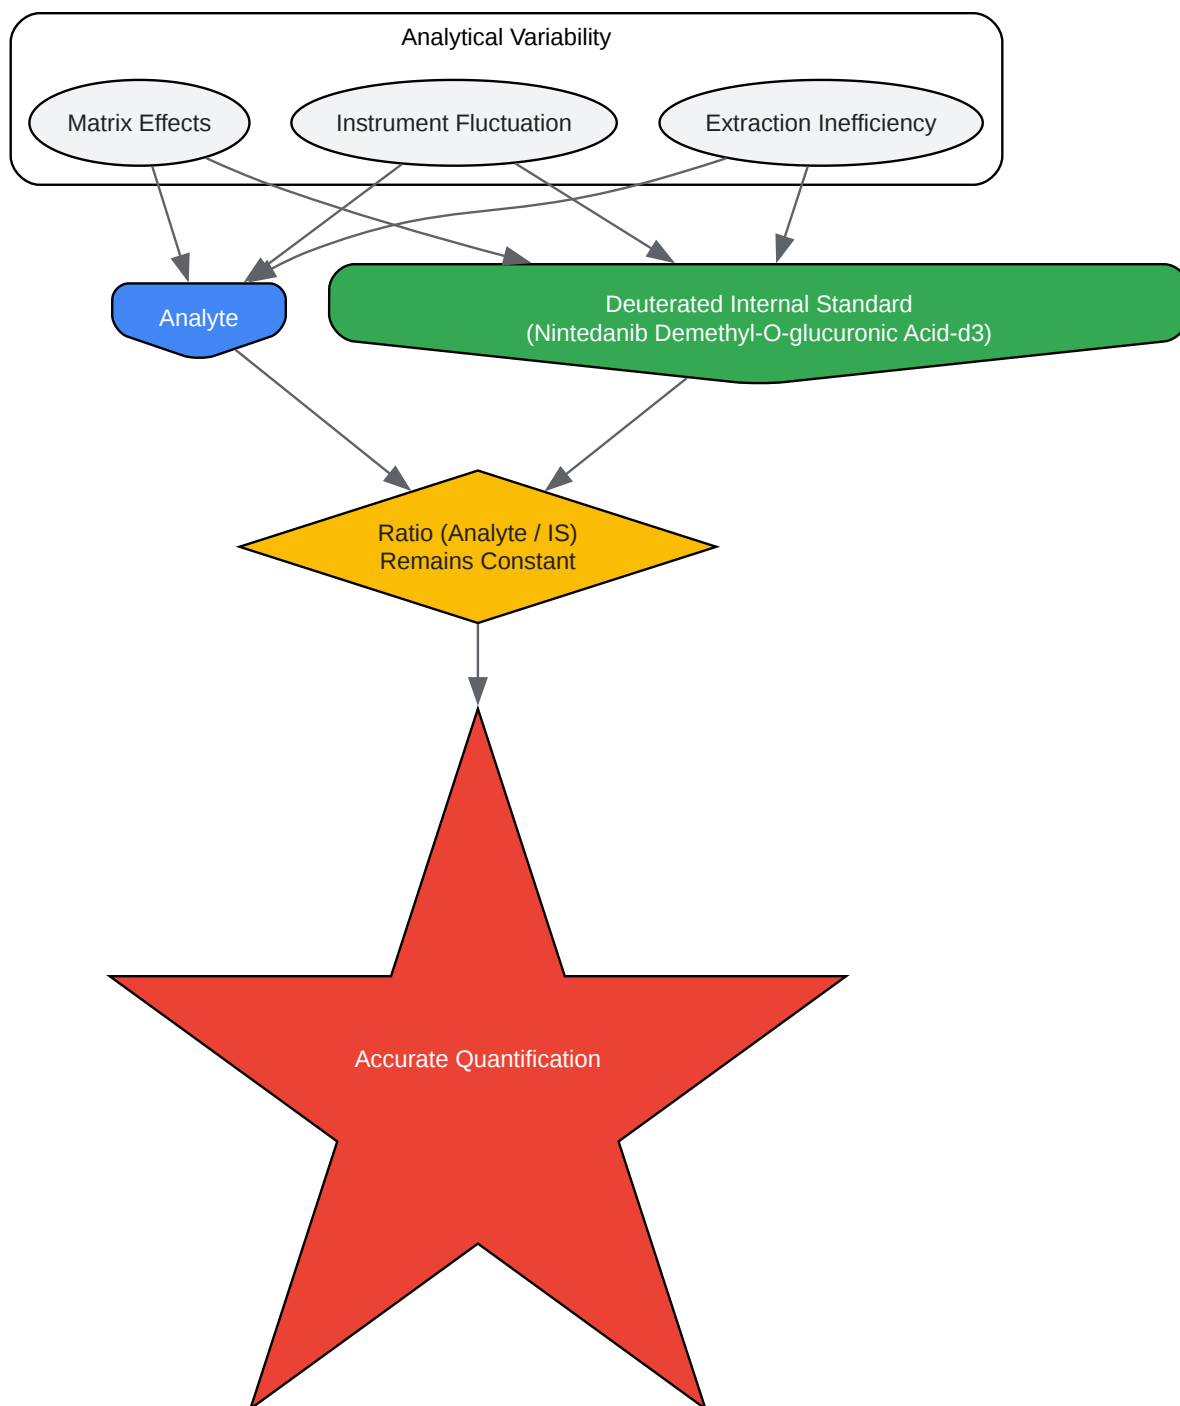 Analytical Variability
Matrix Effects
Instrument Fluctuation
Extraction Inefficiency
Analyte
Deuterated Internal Standard
(Nintedanib Demethyl-O-glucuronic Acid-d3)
Ratio (Analyte / IS)
Remains Constant
Accurate Quantification